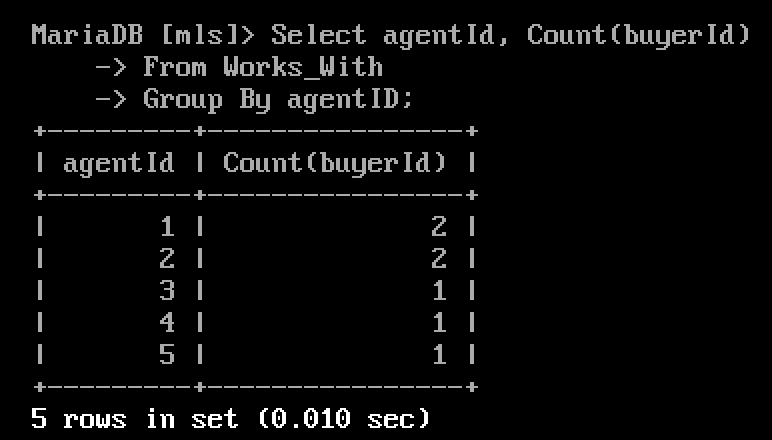 MariaDB [mls]> Select agentId, Count(buyerId)
    -> From Works_With
    -> Group By agentID;
+---------+----------------+
| agentId | Count(buyerId) |
+---------+----------------+
|       1 |              2 |
|       2 |              2 |
|       3 |              1 |
|       4 |              1 |
|       5 |              1 |
+---------+----------------+
5 rows in set (0.010 sec)